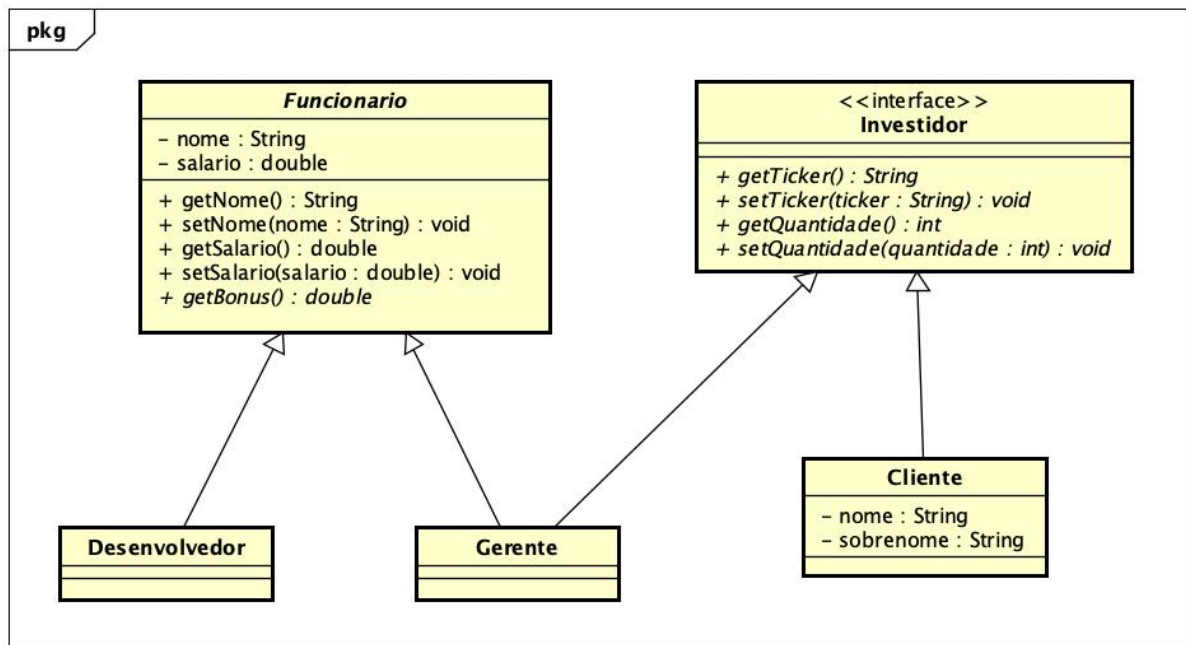 pkg
Funcionario
– nome : String
– salario : double
+ getNome() : String
+ setNome(nome : String) : void
+ getSalario() : double
+ setSalario(salario : double) : void
+ getBonus() : double
<<interface>>
Investidor
+ getTicker() : String
+ setTicker(ticker : String) : void
+ getQuantidade() : int
+ setQuantidade(quantidade : int) : void
Desenvolvedor
Gerente
Cliente
– nome : String
– sobrenome : String